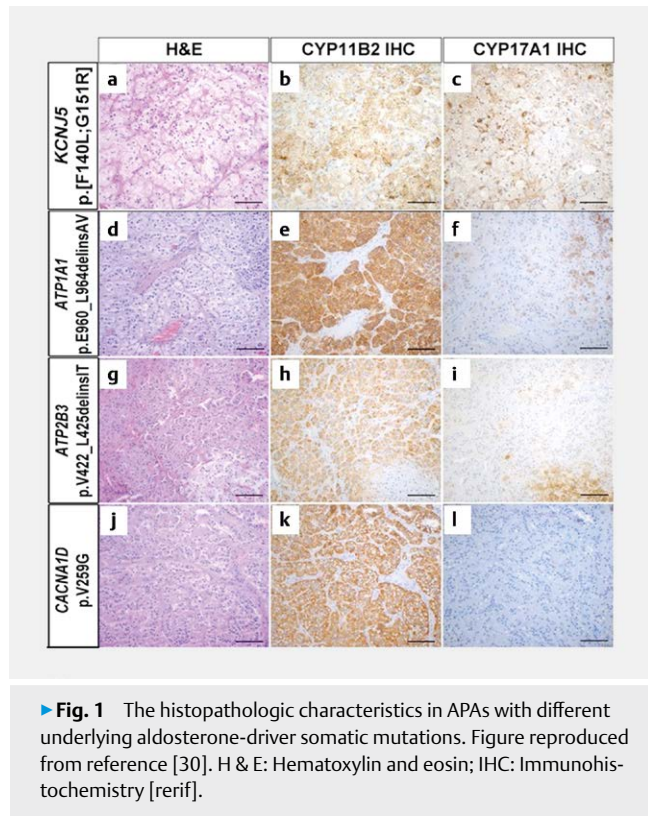 H&E CYP11B2 IHC CYP17A1 IHC
KCNJ5
p.[F140L;G151R]
a b c
ATP1A1
p.E960_L964delinsAV
d e f
ATP2B3
p.V422_L425delinsIT
g h i
CACNA1D
p.V259G
j k l
▶Fig. 1 The histopathologic characteristics in APAs with different
underlying aldosterone-driver somatic mutations. Figure reproduced
from reference [30]. H & E: Hematoxylin and eosin; IHC: Immunohis-
tochemistry [rerif].